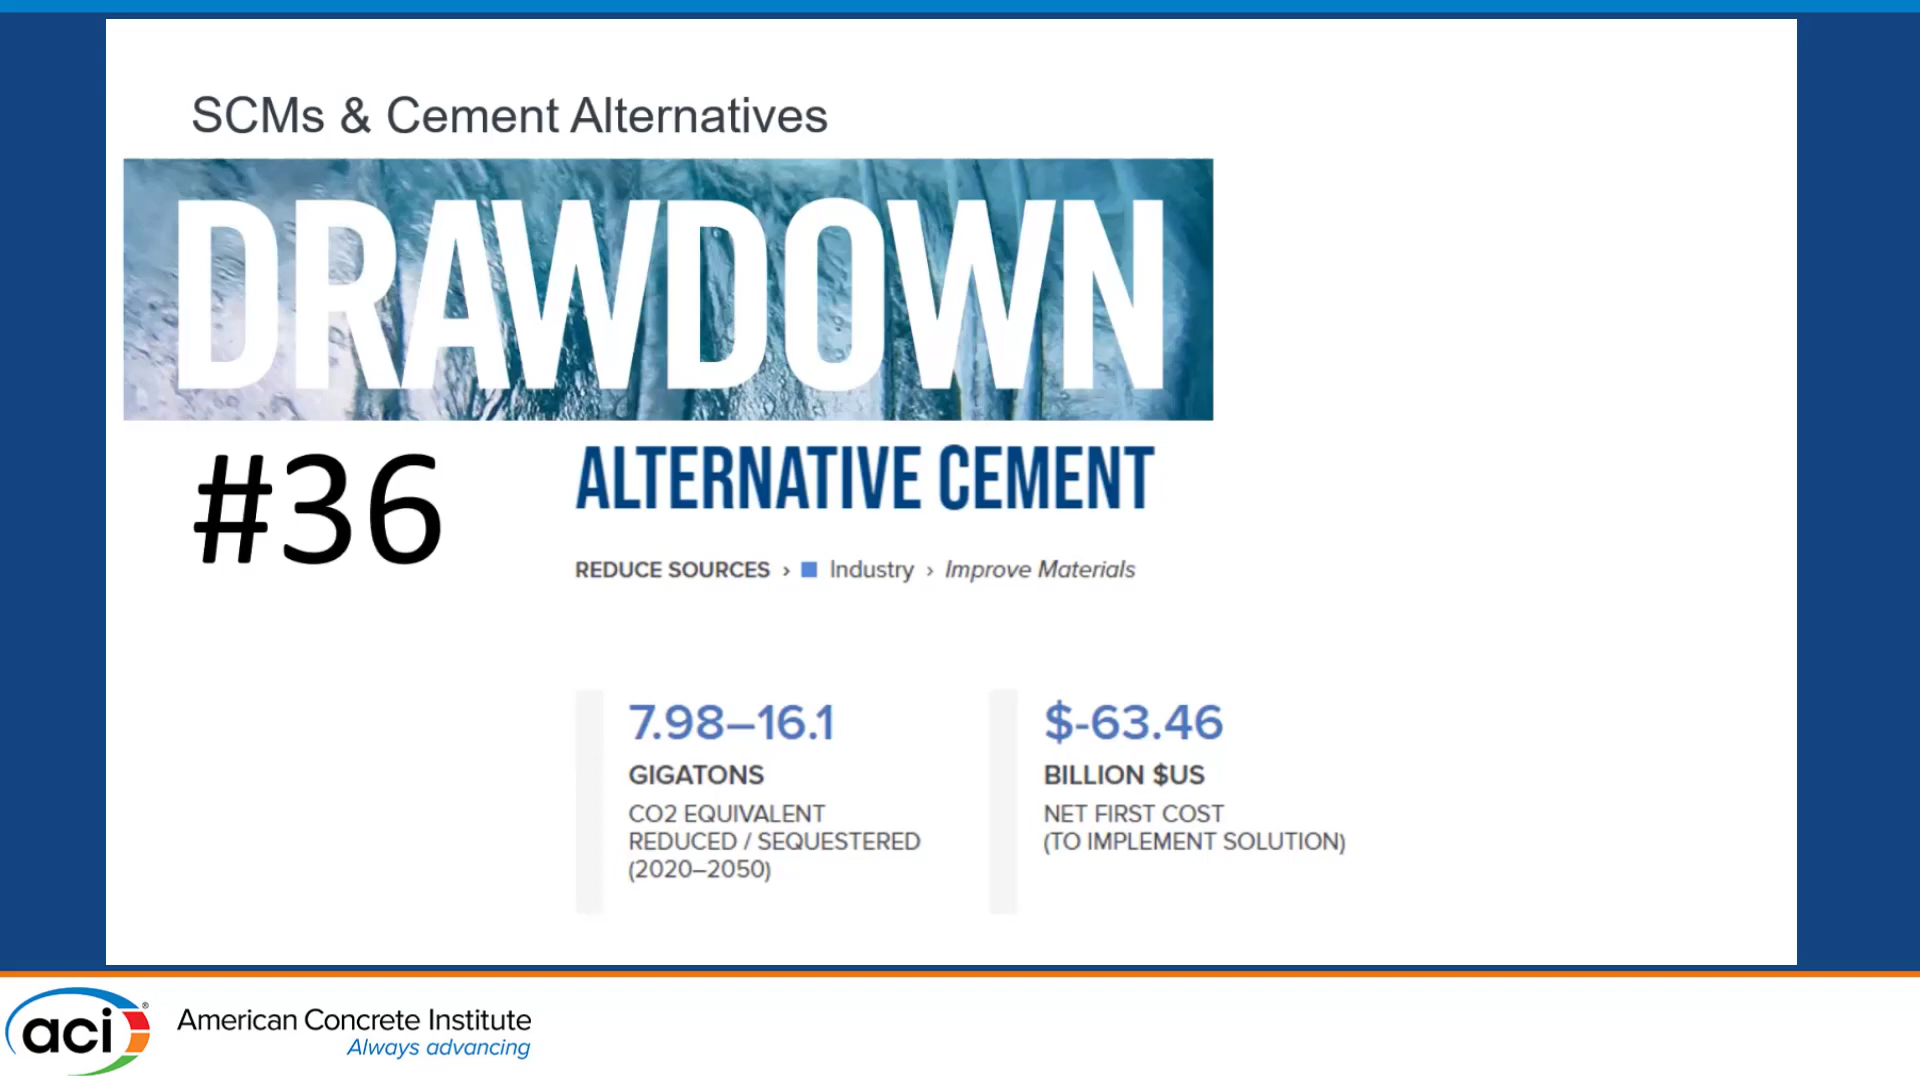 SCMs & Cement Alternatives
DRAWDOWN
#36
ALTERNATIVE CEMENT
REDUCE SOURCES › Industry › Improve Materials
7.98–16.1
GIGATONS
CO2 EQUIVALENT
REDUCED / SEQUESTERED
(2020–2050)
$-63.46
BILLION $US
NET FIRST COST
(TO IMPLEMENT SOLUTION)
aci®
American Concrete Institute
Always advancing